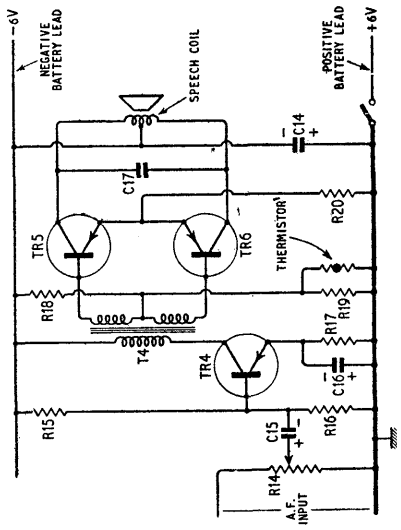 −6V
NEGATIVE
BATTERY LEAD
SPEECH COIL
POSITIVE
BATTERY LEAD
+6V
C17
− C14 +
TR5
TR6
R18
T4
THERMISTOR
R20
R19
R17
− C16 +
TR4
R15
C15
+ −
R16
R14
A.F.
INPUT